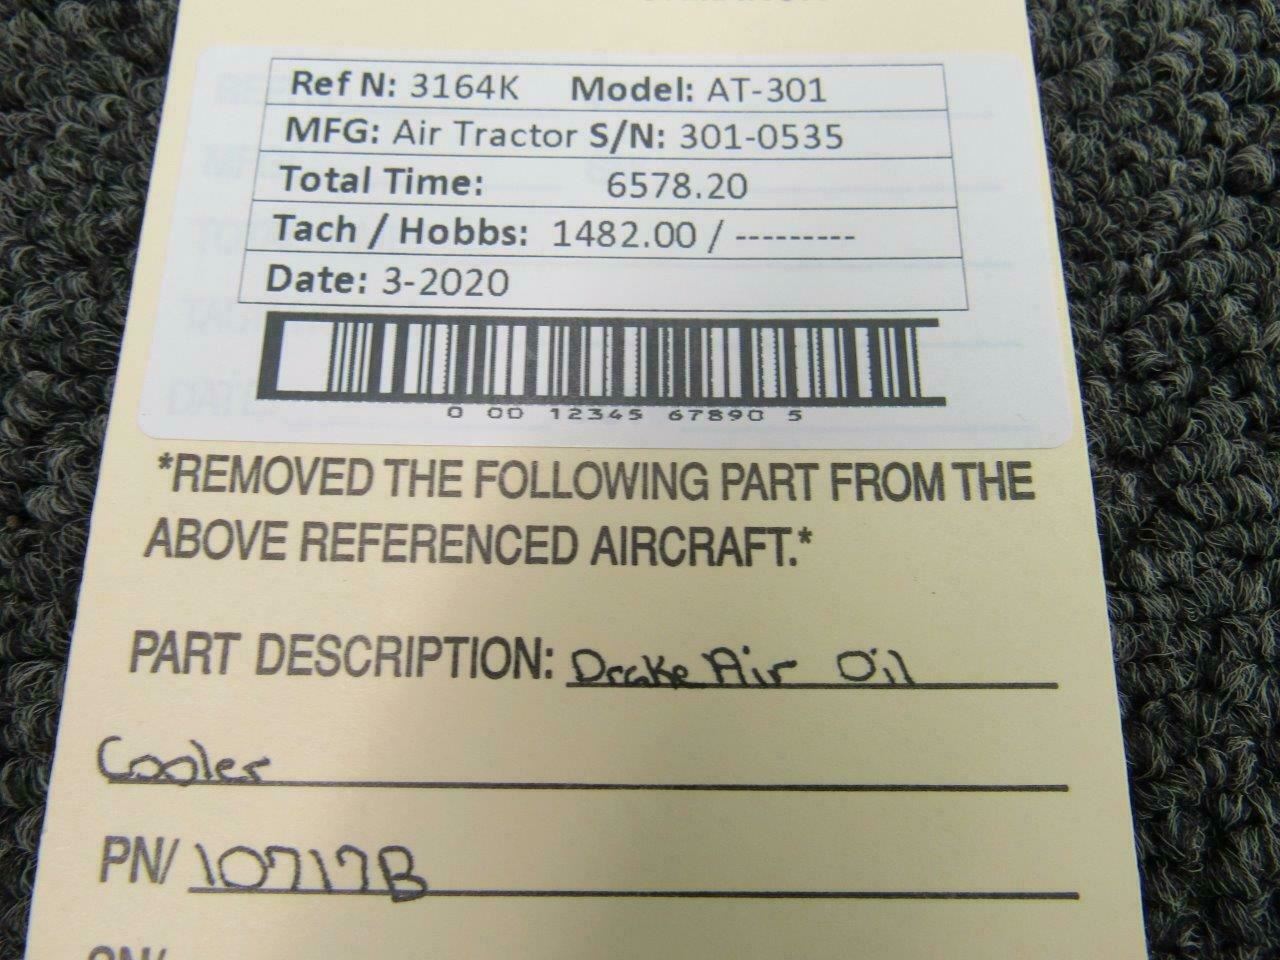 Ref N: 3164K Model: AT-301
MFG: Air Tractor S/N: 301-0535
Total Time: 6578.20
Tach / Hobbs: 1482.00 / ---------
Date: 3-2020
0 00 12345 67890 5
*REMOVED THE FOLLOWING PART FROM THE
ABOVE REFERENCED AIRCRAFT.*
PART DESCRIPTION: Drake Air Oil
Cooler
PN/ 10717B